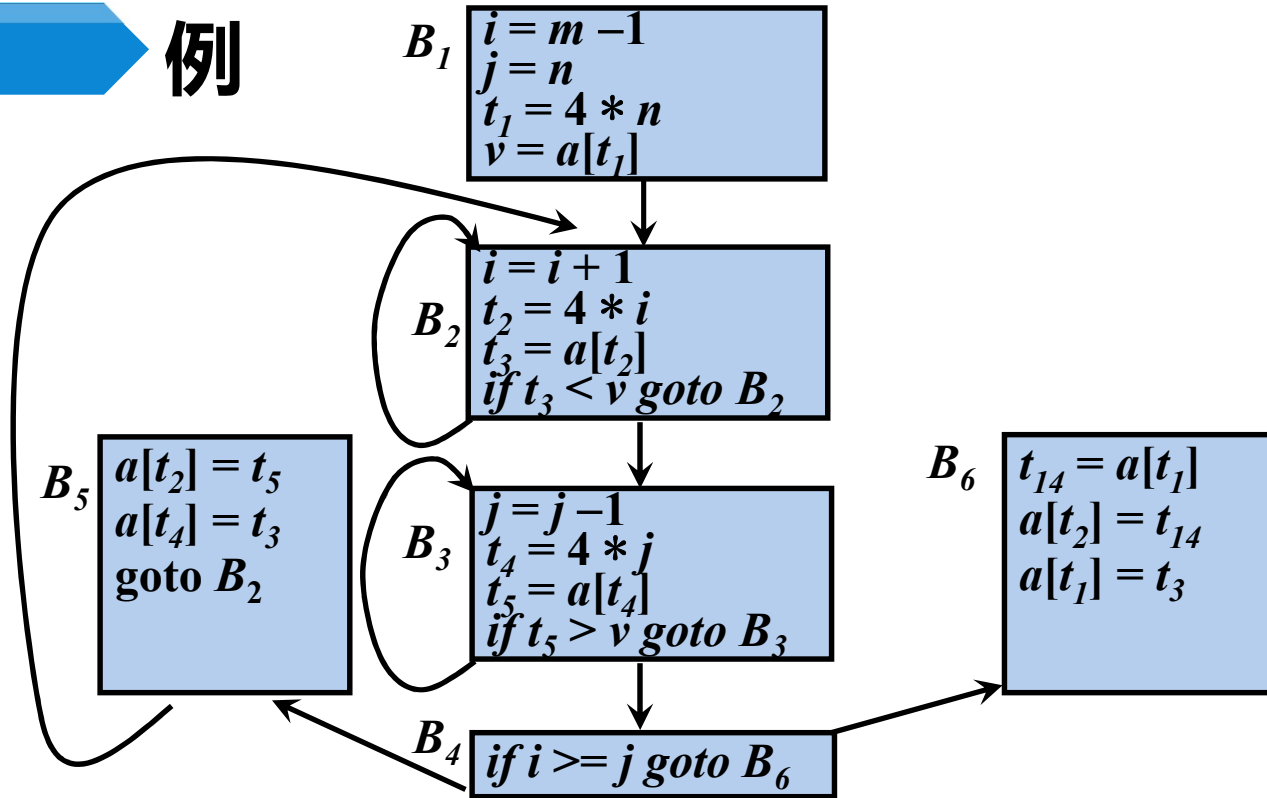 例
B₁
i = m –1
j = n
t₁ = 4 * n
v = a[t₁]
B₂
i = i + 1
t₂ = 4 * i
t₃ = a[t₂]
if t₃ < v goto B₂
B₅
a[t₂] = t₅
a[t₄] = t₃
goto B₂
B₃
j = j –1
t₄ = 4 * j
t₅ = a[t₄]
if t₅ > v goto B₃
B₆
t₁₄ = a[t₁]
a[t₂] = t₁₄
a[t₁] = t₃
B₄
if i >= j goto B₆